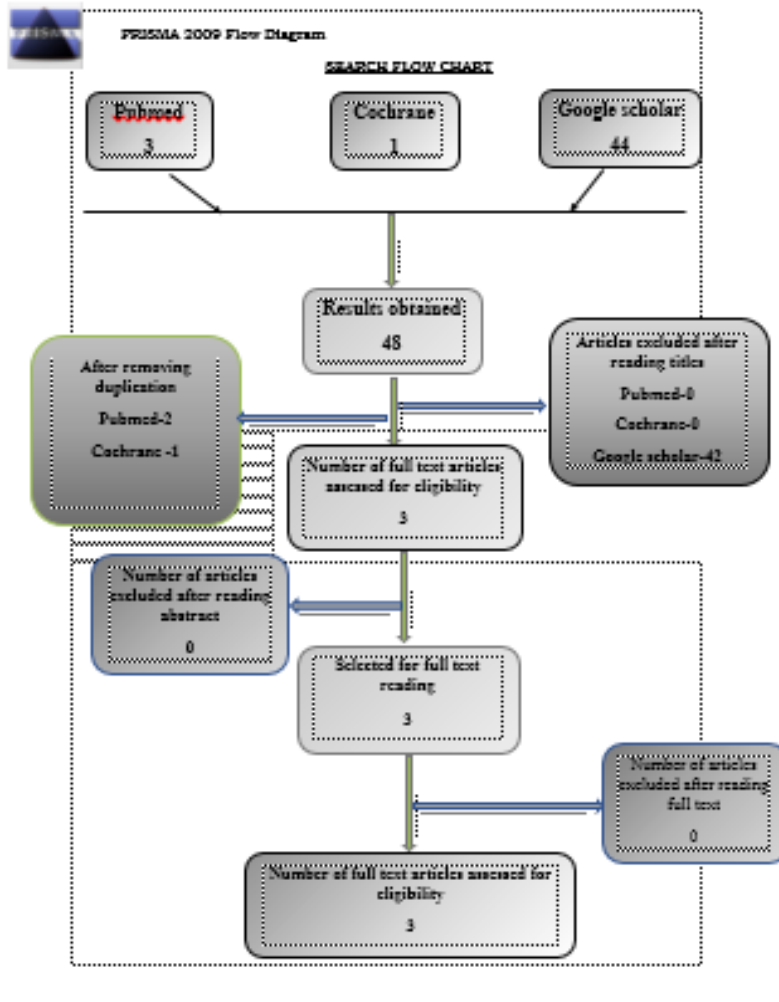 PRISMA 2009 Flow Diagram
SEARCH FLOW CHART
Pubmed
3
Cochrane
1
Google scholar
44
Results obtained
48
After removing
duplication
Pubmed-2
Cochrane -1
Articles excluded after
reading titles
Pubmed-0
Cochrane-0
Google scholar-42
Number of full text articles
assessed for eligibility
3
Number of articles
excluded after reading
abstract
0
Selected for full text
reading
3
Number of articles
excluded after reading
full text
0
Number of full text articles assessed for
eligibility
3